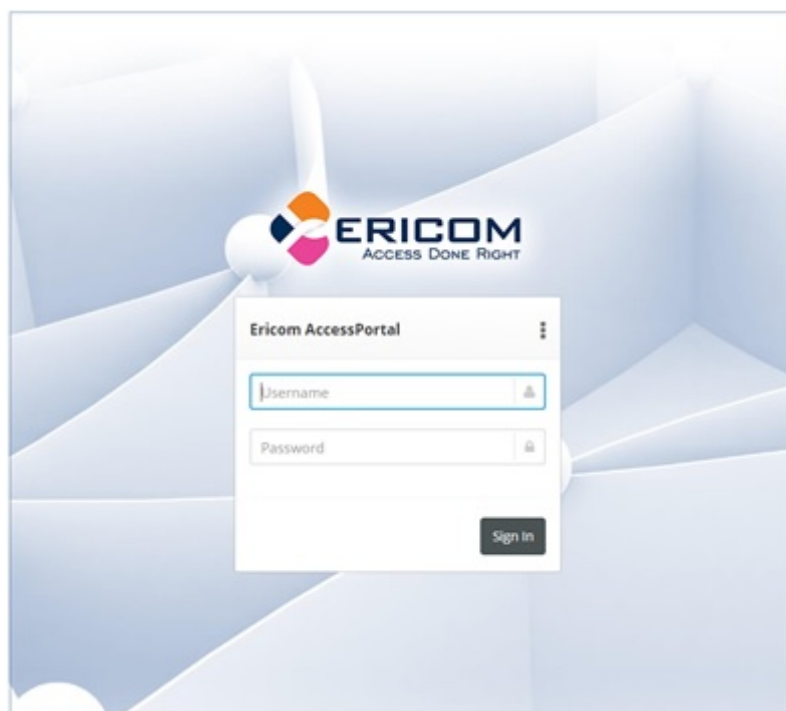 ERICOM
ACCESS DONE RIGHT
Ericom AccessPortal
Username
Password
Sign In